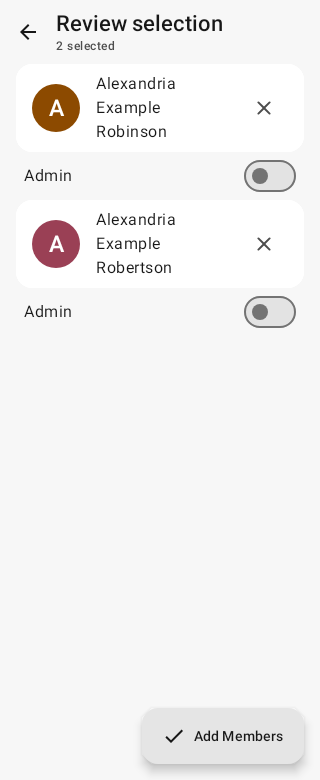 Review selection
2 selected
A
Alexandria
Example
Robinson
Admin
A
Alexandria
Example
Robertson
Admin
Add Members